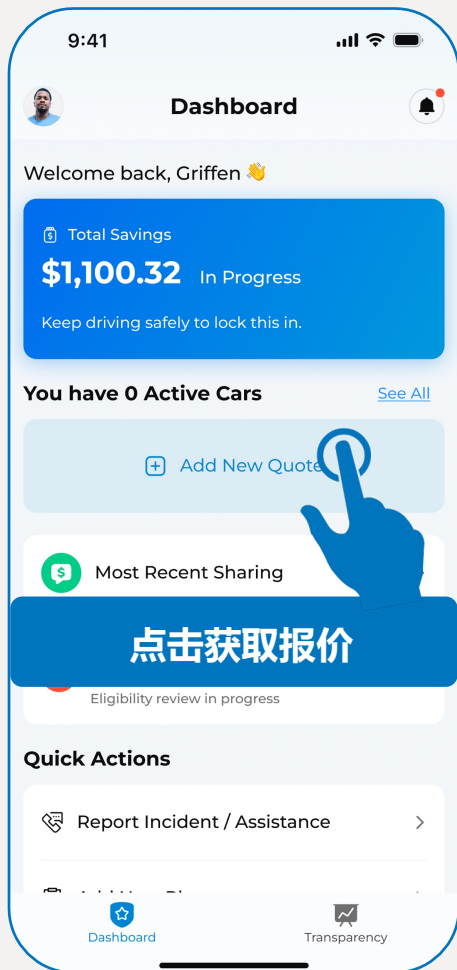 9:41
Dashboard
Welcome back, Griffen 👋
Total Savings
$1,100.32 In Progress
Keep driving safely to lock this in.
You have 0 Active Cars See All
Add New Quote
Most Recent Sharing
点击获取报价
Eligibility review in progress
Quick Actions
Report Incident / Assistance
Dashboard Transparency